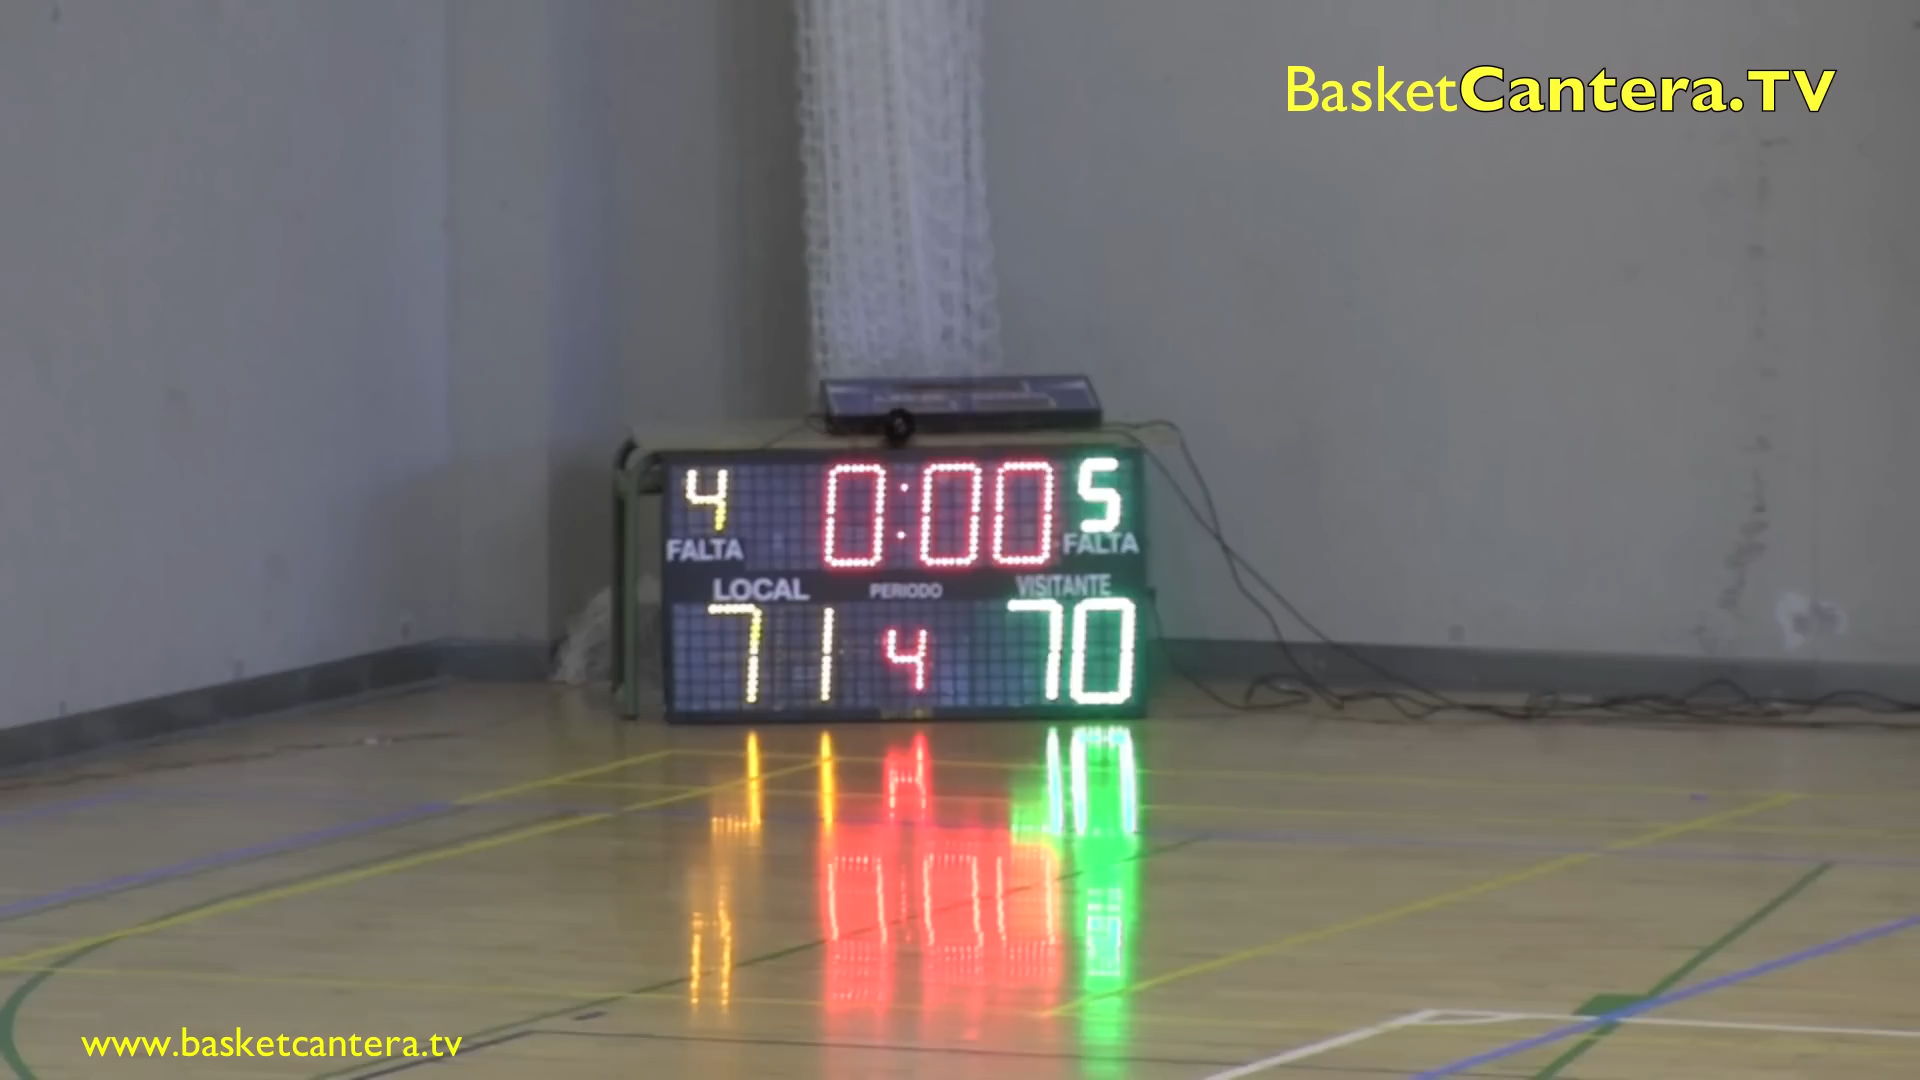 BasketCantera.TV
4 0:00 5
FALTA FALTA
LOCAL PERIODO VISITANTE
71 4 70
www.basketcantera.tv